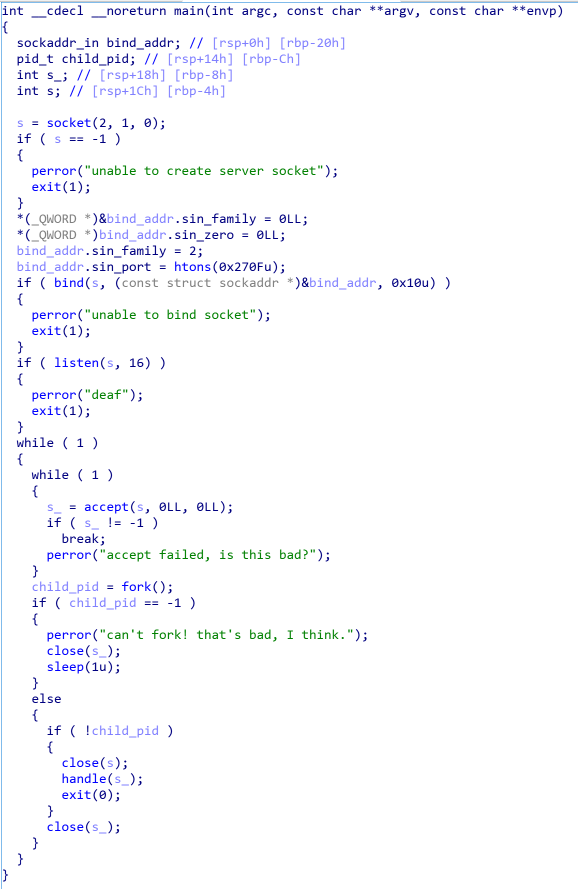 int __cdecl __noreturn main(int argc, const char **argv, const char **envp)
{
  sockaddr_in bind_addr; // [rsp+0h] [rbp-20h]
  pid_t child_pid; // [rsp+14h] [rbp-Ch]
  int s_; // [rsp+18h] [rbp-8h]
  int s; // [rsp+1Ch] [rbp-4h]

  s = socket(2, 1, 0);
  if ( s == -1 )
  {
    perror("unable to create server socket");
    exit(1);
  }
  *(_QWORD *)&bind_addr.sin_family = 0LL;
  *(_QWORD *)bind_addr.sin_zero = 0LL;
  bind_addr.sin_family = 2;
  bind_addr.sin_port = htons(0x270Fu);
  if ( bind(s, (const struct sockaddr *)&bind_addr, 0x10u) )
  {
    perror("unable to bind socket");
    exit(1);
  }
  if ( listen(s, 16) )
  {
    perror("deaf");
    exit(1);
  }
  while ( 1 )
  {
    while ( 1 )
    {
      s_ = accept(s, 0LL, 0LL);
      if ( s_ != -1 )
        break;
      perror("accept failed, is this bad?");
    }
    child_pid = fork();
    if ( child_pid == -1 )
    {
      perror("can't fork! that's bad, I think.");
      close(s_);
      sleep(1u);
    }
    else
    {
      if ( !child_pid )
      {
        close(s);
        handle(s_);
        exit(0);
      }
      close(s_);
    }
  }
}